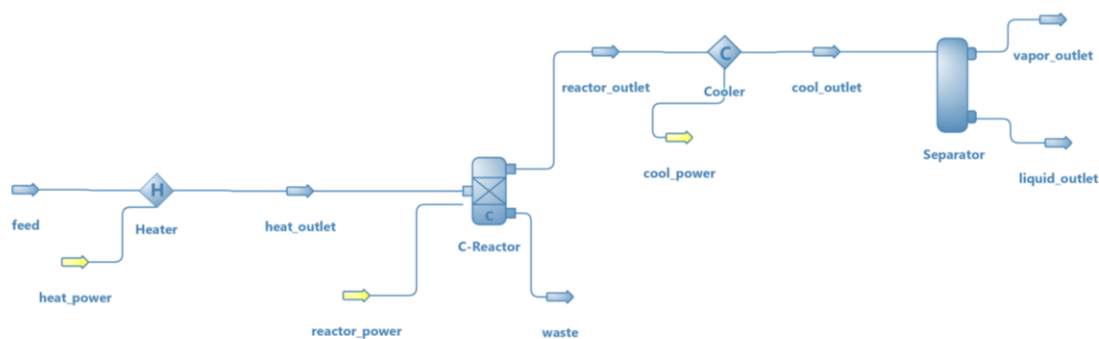 vapor_outlet
C
reactor_outlet
Cooler
cool_outlet
Separator
cool_power
liquid_outlet
H
feed
Heater
heat_outlet
C
C-Reactor
heat_power
reactor_power
waste